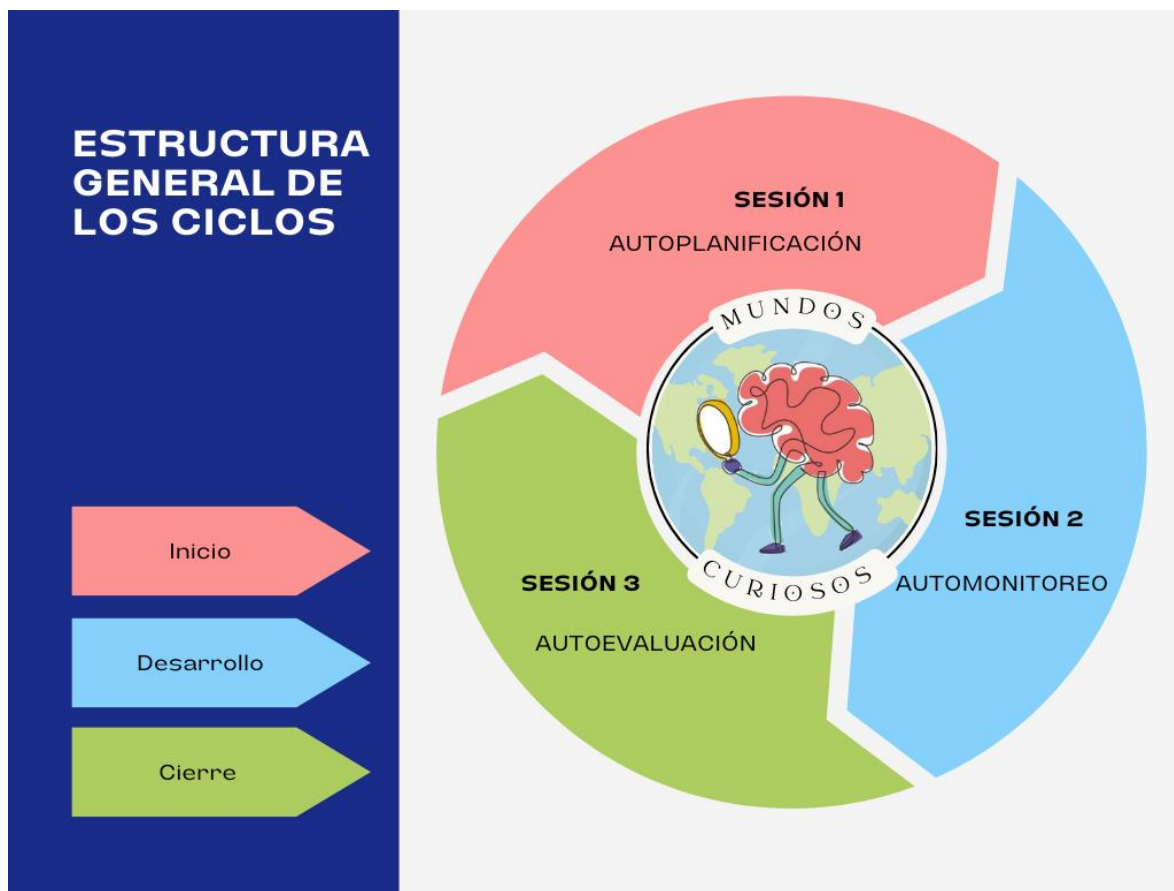 ESTRUCTURA
GENERAL DE
LOS CICLOS
Inicio
Desarrollo
Cierre
SESIÓN 1
AUTOPLANIFICACIÓN
MUNDOS
CURIOSOS
SESIÓN 2
AUTOMONITOREO
SESIÓN 3
AUTOEVALUACIÓN